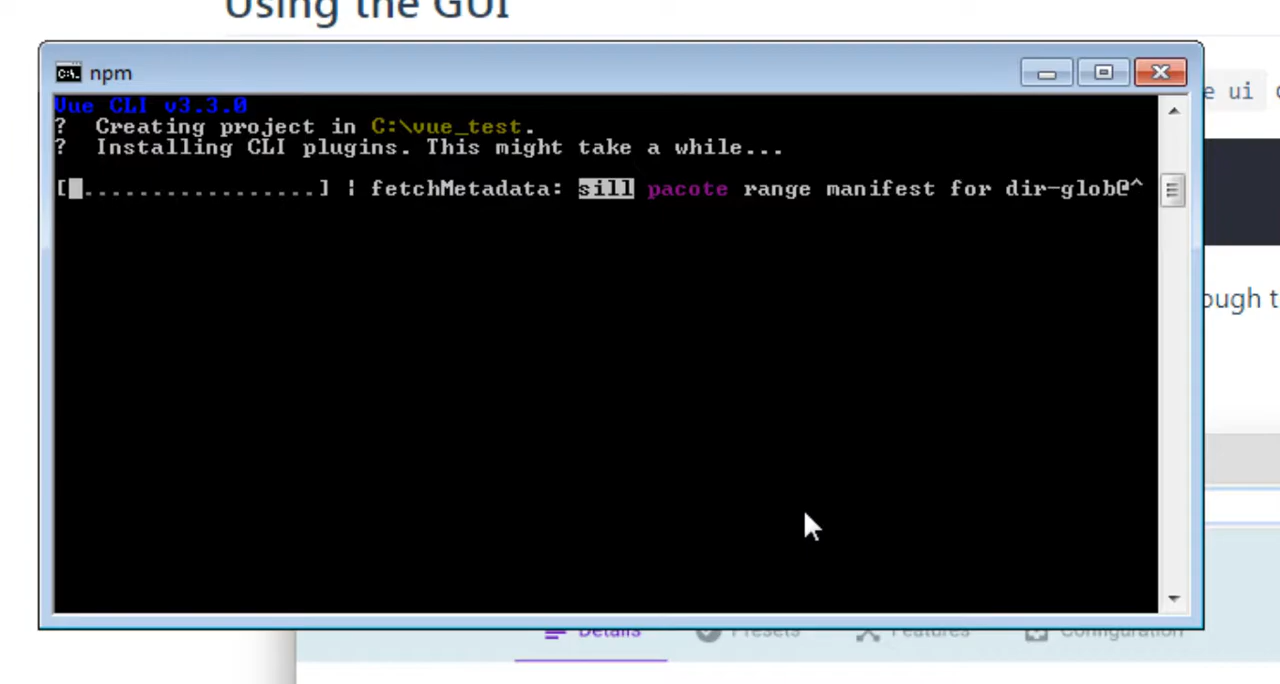 Using the GUI
npm
Vue CLI v3.3.0
? Creating project in C:\vue_test.
? Installing CLI plugins. This might take a while...
[.................] | fetchMetadata: sill pacote range manifest for dir-glob@^
e ui
ough t
Details Presets Features Configuration